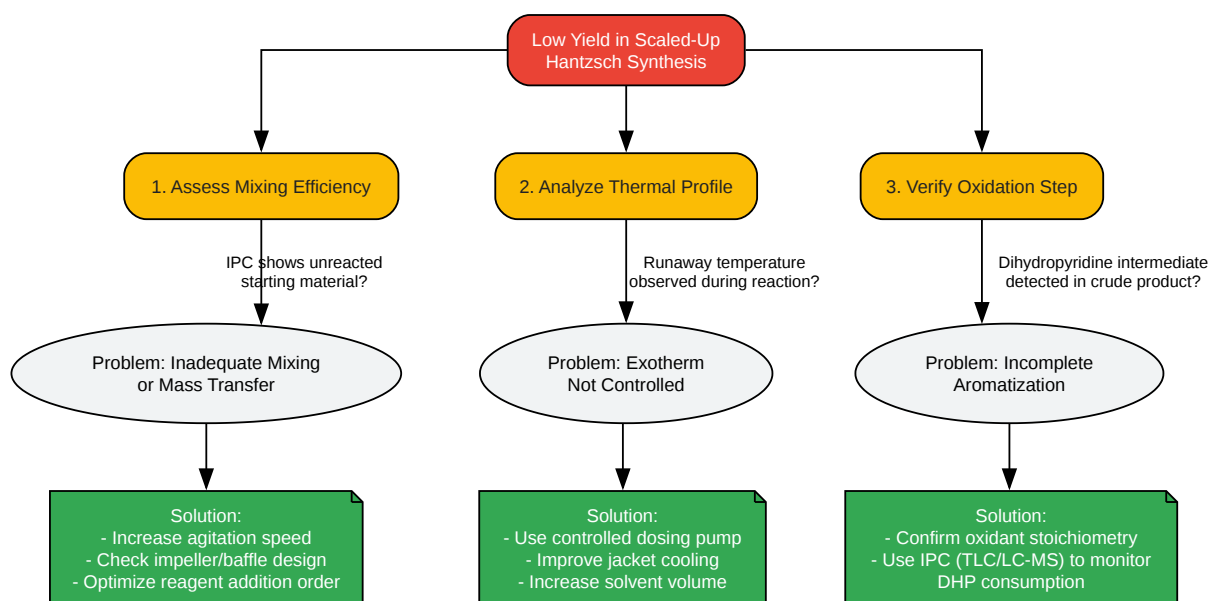 Low Yield in Scaled-Up
Hantzsch Synthesis
1. Assess Mixing Efficiency
2. Analyze Thermal Profile
3. Verify Oxidation Step
IPC shows unreacted
starting material?
Runaway temperature
observed during reaction?
Dihydropyridine intermediate
detected in crude product?
Problem: Inadequate Mixing
or Mass Transfer
Problem: Exotherm
Not Controlled
Problem: Incomplete
Aromatization
Solution:
- Increase agitation speed
- Check impeller/baffle design
- Optimize reagent addition order
Solution:
- Use controlled dosing pump
- Improve jacket cooling
- Increase solvent volume
Solution:
- Confirm oxidant stoichiometry
- Use IPC (TLC/LC-MS) to monitor
DHP consumption